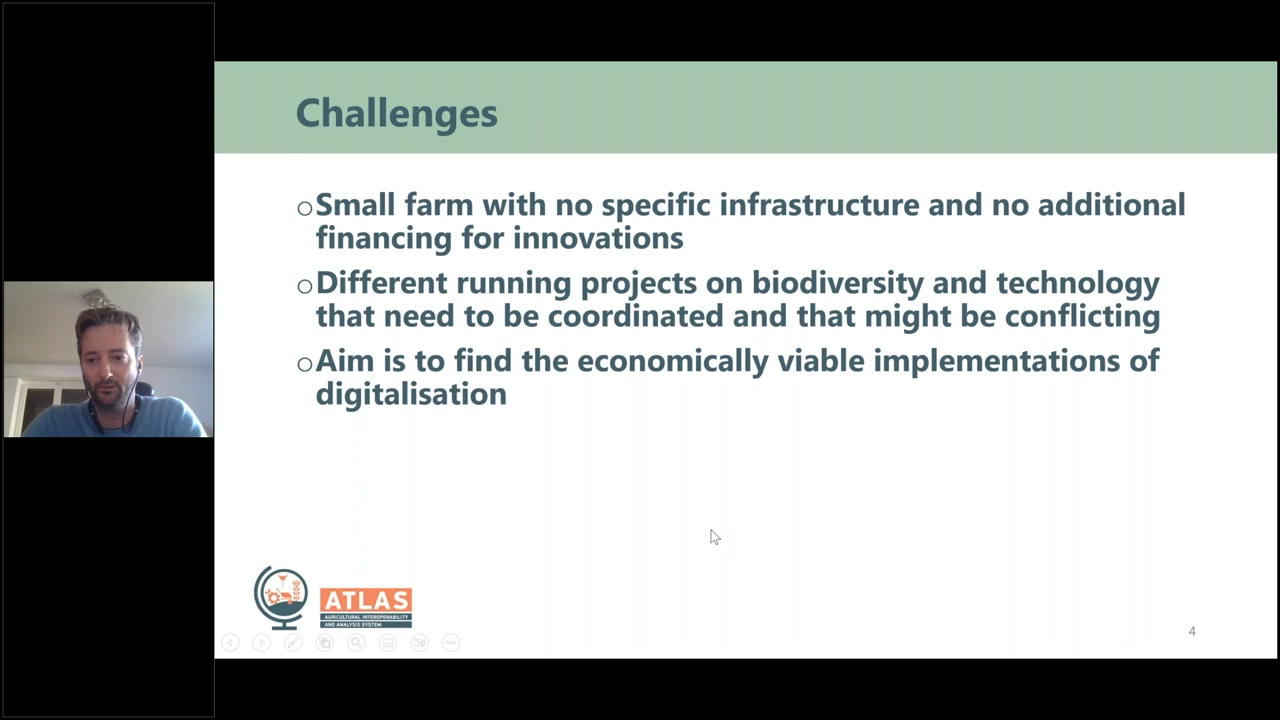 Challenges
○Small farm with no specific infrastructure and no additional
financing for innovations
○Different running projects on biodiversity and technology
that need to be coordinated and that might be conflicting
○Aim is to find the economically viable implementations of
digitalisation
ATLAS
AGRICULTURAL INTEROPERABILITY
AND ANALYSIS SYSTEM
4